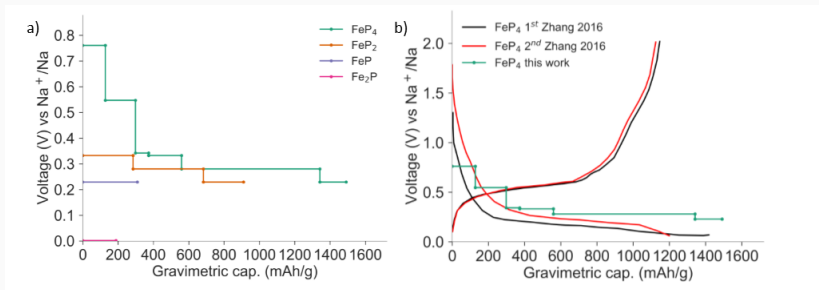 a)
FeP₄
FeP₂
FeP
Fe₂P
0.8
0.7
0.6
0.5
0.4
0.3
0.2
0.1
0.0
Voltage (V) vs Na⁺/Na
0 200 400 600 800 1000 1200 1400 1600
Gravimetric cap. (mAh/g)
b)
FeP₄ 1ˢᵗ Zhang 2016
FeP₄ 2ⁿᵈ Zhang 2016
FeP₄ this work
2.0
1.5
1.0
0.5
0.0
Voltage (V) vs Na⁺/Na
0 200 400 600 800 1000 1200 1400 1600
Gravimetric cap. (mAh/g)